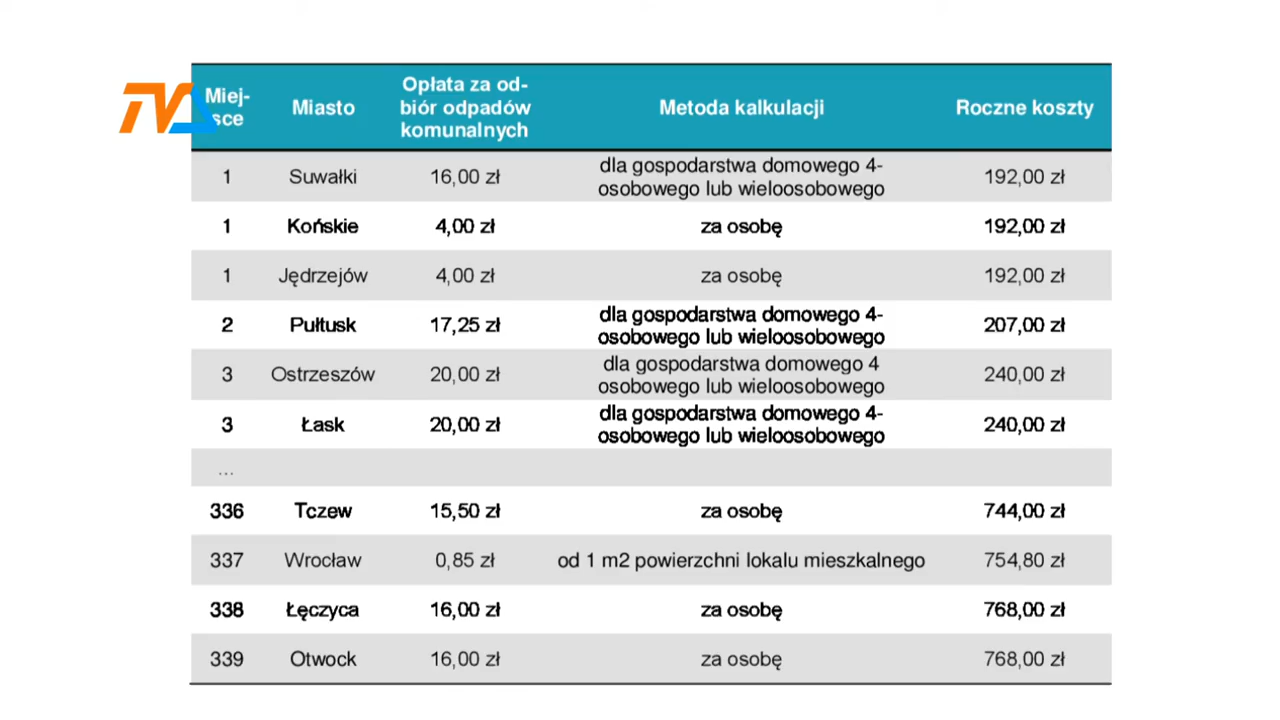 TVA
Miej-
sce
Miasto
Opłata za od-
biór odpadów
komunalnych
Metoda kalkulacji
Roczne koszty
1 Suwałki 16,00 zł dla gospodarstwa domowego 4-
osobowego lub wieloosobowego 192,00 zł
1 Końskie 4,00 zł za osobę 192,00 zł
1 Jędrzejów 4,00 zł za osobę 192,00 zł
2 Pułtusk 17,25 zł dla gospodarstwa domowego 4-
osobowego lub wieloosobowego 207,00 zł
3 Ostrzeszów 20,00 zł dla gospodarstwa domowego 4
osobowego lub wieloosobowego 240,00 zł
3 Łask 20,00 zł dla gospodarstwa domowego 4-
osobowego lub wieloosobowego 240,00 zł
...
336 Tczew 15,50 zł za osobę 744,00 zł
337 Wrocław 0,85 zł od 1 m2 powierzchni lokalu mieszkalnego 754,80 zł
338 Łęczyca 16,00 zł za osobę 768,00 zł
339 Otwock 16,00 zł za osobę 768,00 zł